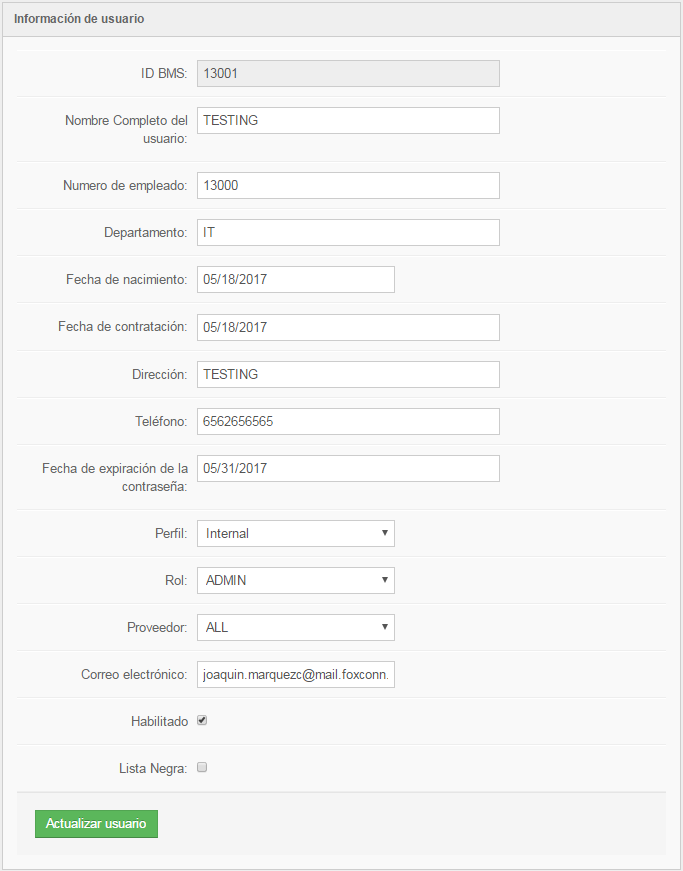 Información de usuario
ID BMS: 13001
Nombre Completo del
usuario: TESTING
Numero de empleado: 13000
Departamento: IT
Fecha de nacimiento: 05/18/2017
Fecha de contratación: 05/18/2017
Dirección: TESTING
Teléfono: 6562656565
Fecha de expiración de la
contraseña: 05/31/2017
Perfil: Internal
Rol: ADMIN
Proveedor: ALL
Correo electrónico: joaquin.marquezc@mail.foxconn.
Habilitado
Lista Negra:
Actualizar usuario